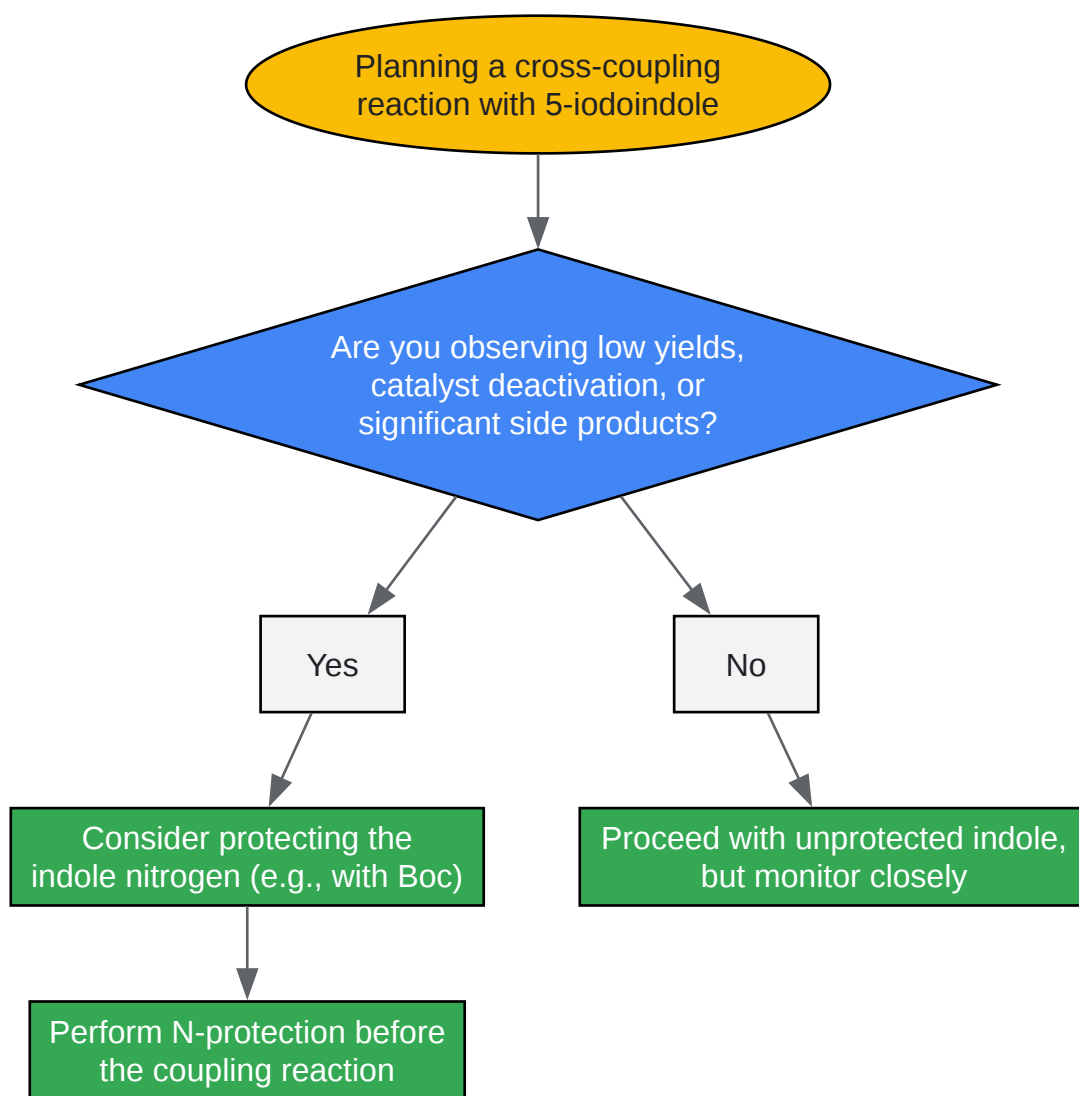 Planning a cross-coupling
reaction with 5-iodoindole
Are you observing low yields,
catalyst deactivation, or
significant side products?
Yes
No
Consider protecting the
indole nitrogen (e.g., with Boc)
Proceed with unprotected indole,
but monitor closely
Perform N-protection before
the coupling reaction